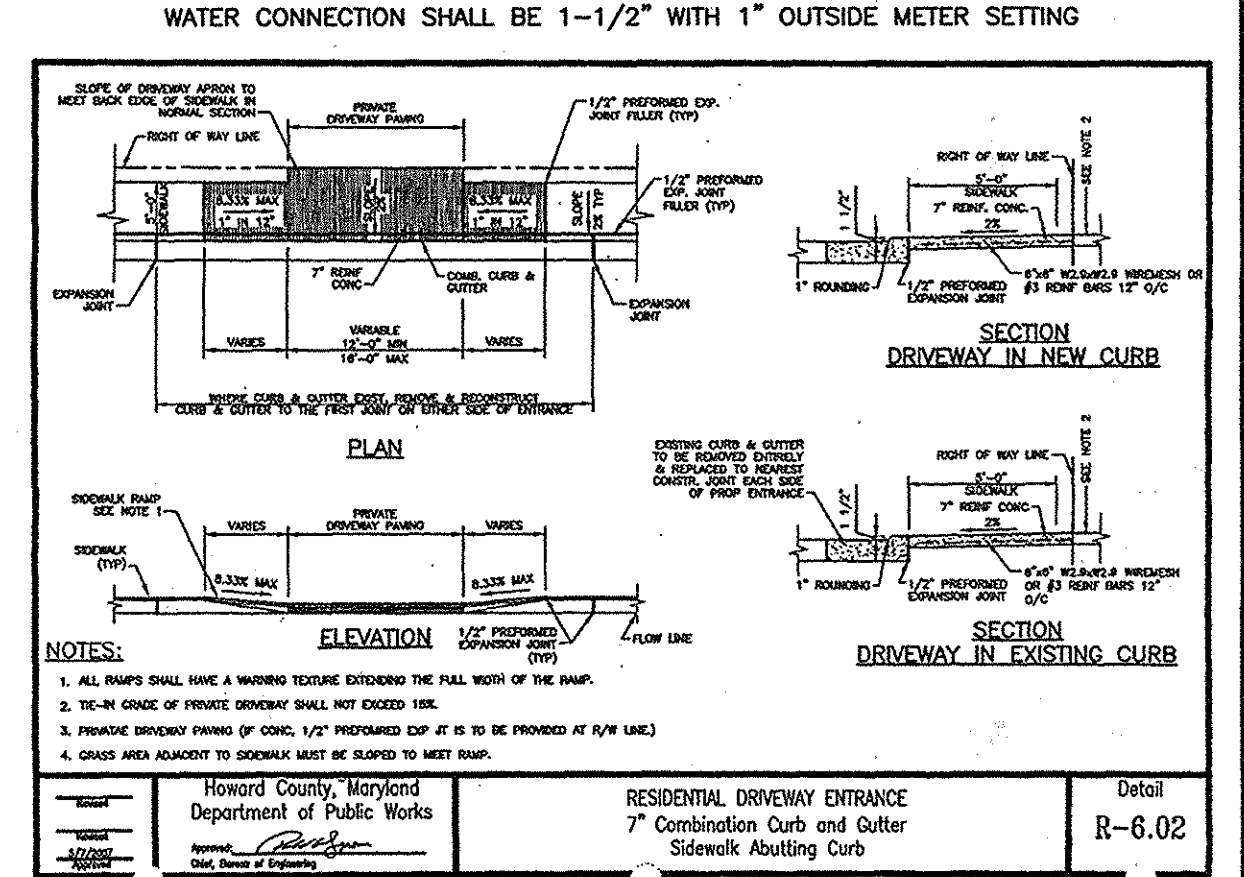 WATER CONNECTION SHALL BE 1-1/2" WITH 1" OUTSIDE METER SETTING
SLOPE OF DRIVEWAY APRON TO
MEET BACK EDGE OF SIDEWALK IN
NORMAL SECTION
RIGHT OF WAY LINE
PRIVATE
DRIVEWAY PAVING
1/2" PREFORMED EXP.
JOINT FILLER (TYP)
1/2" PREFORMED
EXP. JOINT
FILLER (TYP)
5'-0"
SIDEWALK
8.33% MAX
1" IN 12"
SLOPE
2%
8.33% MAX
1" IN 12"
SLOPE
2% TYP
EXPANSION
JOINT
7" REINF
CONC
COMB. CURB &
GUTTER
EXPANSION
JOINT
VARIES
VARIABLE
12'-0" MIN
16'-0" MAX
VARIES
WHERE CURB & GUTTER EXIST, REMOVE & RECONSTRUCT
CURB & GUTTER TO THE FIRST JOINT ON EITHER SIDE OF ENTRANCE
PLAN
RIGHT OF WAY LINE
SEE NOTE 2
5'-0"
SIDEWALK
7" REINF. CONC.
2%
1 1/2"
1" ROUNDING
1/2" PREFORMED
EXPANSION JOINT
6"x6" W2.9xW2.9 WIREMESH OR
#3 REINF BARS 12" O/C
SECTION
DRIVEWAY IN NEW CURB
EXISTING CURB & GUTTER
TO BE REMOVED ENTIRELY
& REPLACED TO NEAREST
CONSTR. JOINT EACH SIDE
OF PROP ENTRANCE
RIGHT OF WAY LINE
SEE NOTE 2
5'-0"
SIDEWALK
7" REINF CONC
2%
1 1/2"
1" ROUNDING
1/2" PREFORMED
EXPANSION JOINT
6"x6" W2.9xW2.9 WIREMESH
OR #3 REINF BARS 12"
O/C
SECTION
DRIVEWAY IN EXISTING CURB
SIDEWALK RAMP
SEE NOTE 1
SIDEWALK
(TYP)
VARIES
PRIVATE
DRIVEWAY PAVING
VARIES
8.33% MAX
8.33% MAX
ELEVATION
1/2" PREFORMED
EXPANSION JOINT
(TYP)
FLOW LINE
NOTES:
1. ALL RAMPS SHALL HAVE A WARNING TEXTURE EXTENDING THE FULL WIDTH OF THE RAMP.
2. TIE-IN GRADE OF PRIVATE DRIVEWAY SHALL NOT EXCEED 15%.
3. PRIVATAE DRIVEWAY PAVING (IF CONC, 1/2" PREFOMRED EXP JT IS TO BE PROVIDED AT R/W LINE.)
4. GRASS AREA ADJACENT TO SIDEWALK MUST BE SLOPED TO MEET RAMP.
Revised
Revised
5/7/2007
Approved
Howard County, Maryland
Department of Public Works
Approved:
Chief, Bureau of Engineering
RESIDENTIAL DRIVEWAY ENTRANCE
7" Combination Curb and Gutter
Sidewalk Abutting Curb
Detail
R-6.02